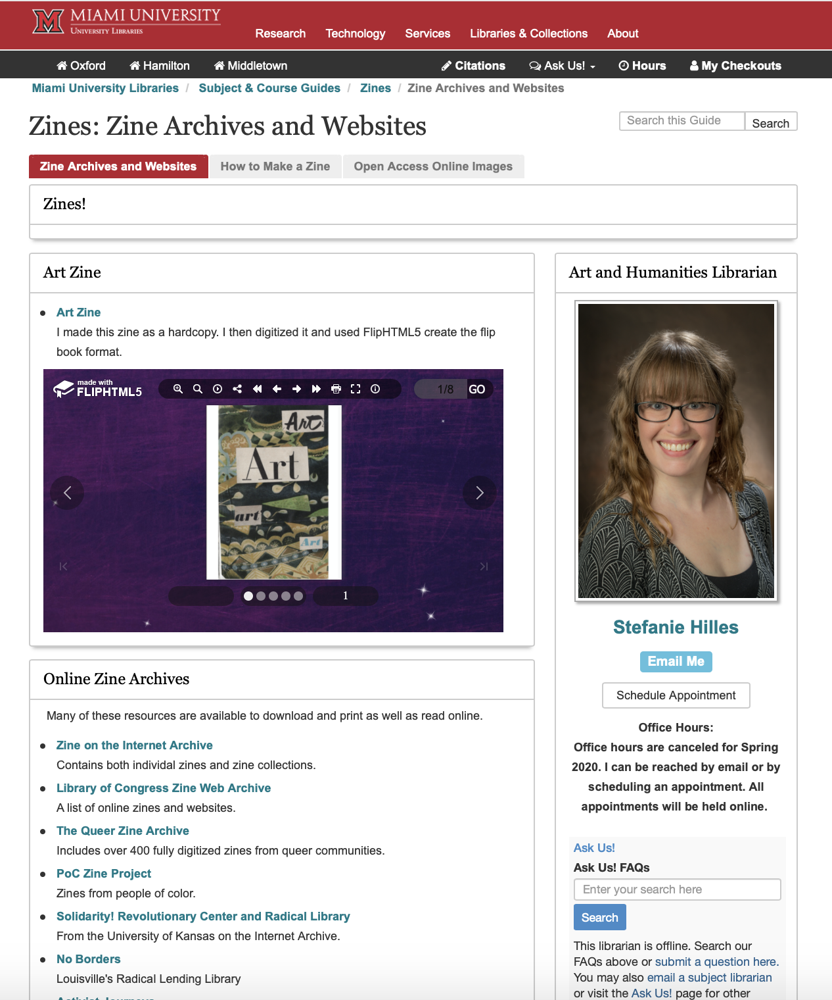 MIAMI UNIVERSITY
UNIVERSITY LIBRARIES
Research Technology Services Libraries & Collections About
Oxford Hamilton Middletown Citations Ask Us! Hours My Checkouts
Miami University Libraries / Subject & Course Guides / Zines / Zine Archives and Websites
Zines: Zine Archives and Websites
Search this Guide Search
Zine Archives and Websites How to Make a Zine Open Access Online Images
Zines!
Art Zine
Art Zine
I made this zine as a hardcopy. I then digitized it and used FlipHTML5 create the flip
book format.
made with
FLIPHTML5
1/8 GO
Art
Art
art
Art
1
Online Zine Archives
Many of these resources are available to download and print as well as read online.
Zine on the Internet Archive
Contains both individal zines and zine collections.
Library of Congress Zine Web Archive
A list of online zines and websites.
The Queer Zine Archive
Includes over 400 fully digitized zines from queer communities.
PoC Zine Project
Zines from people of color.
Solidarity! Revolutionary Center and Radical Library
From the University of Kansas on the Internet Archive.
No Borders
Louisville's Radical Lending Library
Art and Humanities Librarian
Stefanie Hilles
Email Me
Schedule Appointment
Office Hours:
Office hours are canceled for Spring
2020. I can be reached by email or by
scheduling an appointment. All
appointments will be held online.
Ask Us!
Ask Us! FAQs
Enter your search here
Search
This librarian is offline. Search our
FAQs above or submit a question here.
You may also email a subject librarian
or visit the Ask Us! page for other